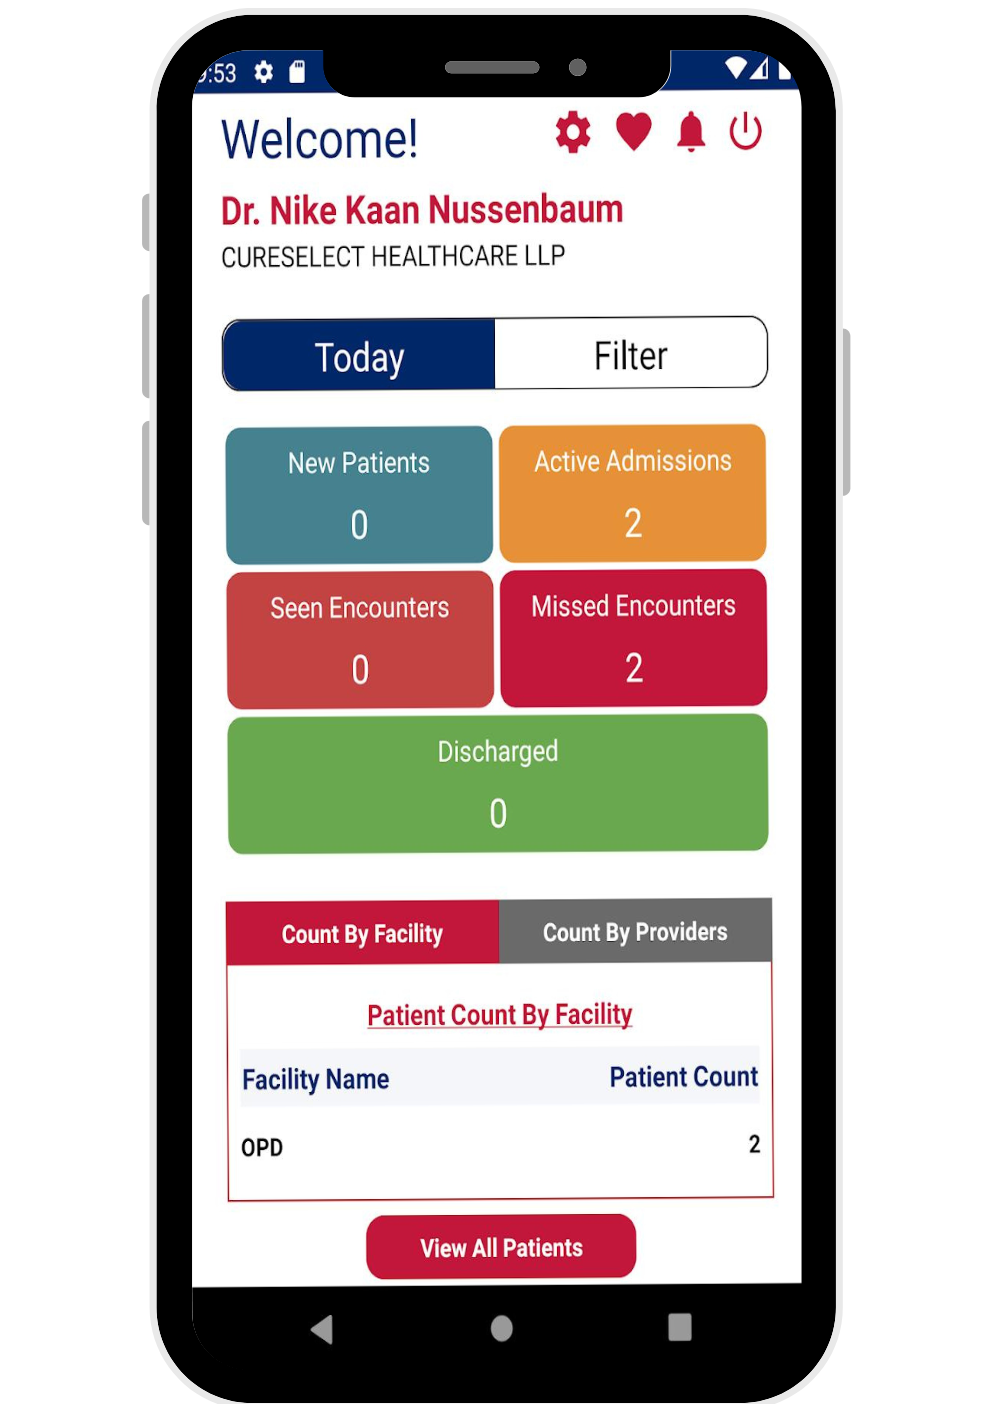 :53
Welcome!
Dr. Nike Kaan Nussenbaum
CURESELECT HEALTHCARE LLP
Today Filter
New Patients Active Admissions
0 2
Seen Encounters Missed Encounters
0 2
Discharged
0
Count By Facility Count By Providers
Patient Count By Facility
Facility Name Patient Count
OPD 2
View All Patients